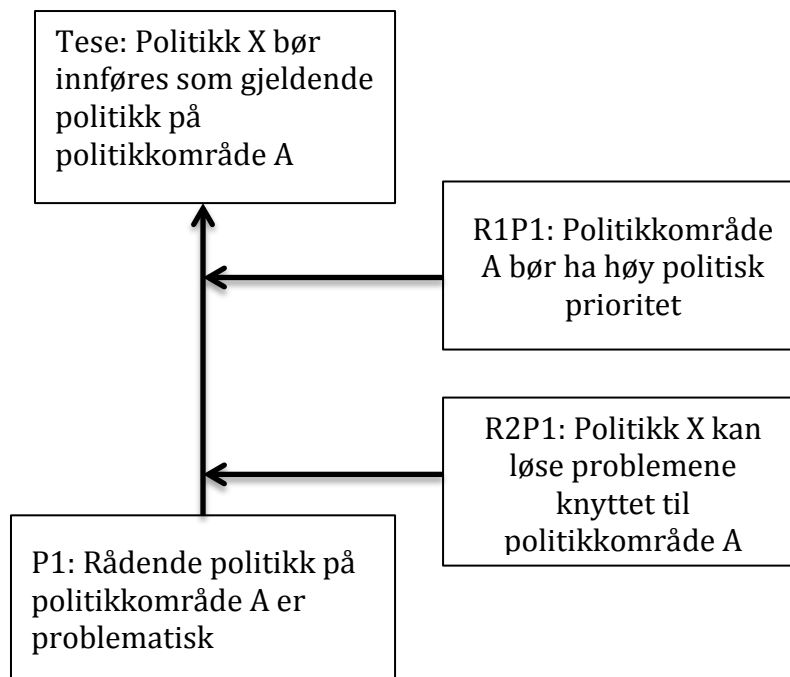 Tese: Politikk X bør
innføres som gjeldende
politikk på
politikkområde A
R1P1: Politikkområde
A bør ha høy politisk
prioritet
R2P1: Politikk X kan
løse problemene
knyttet til
politikkområde A
P1: Rådende politikk på
politikkområde A er
problematisk